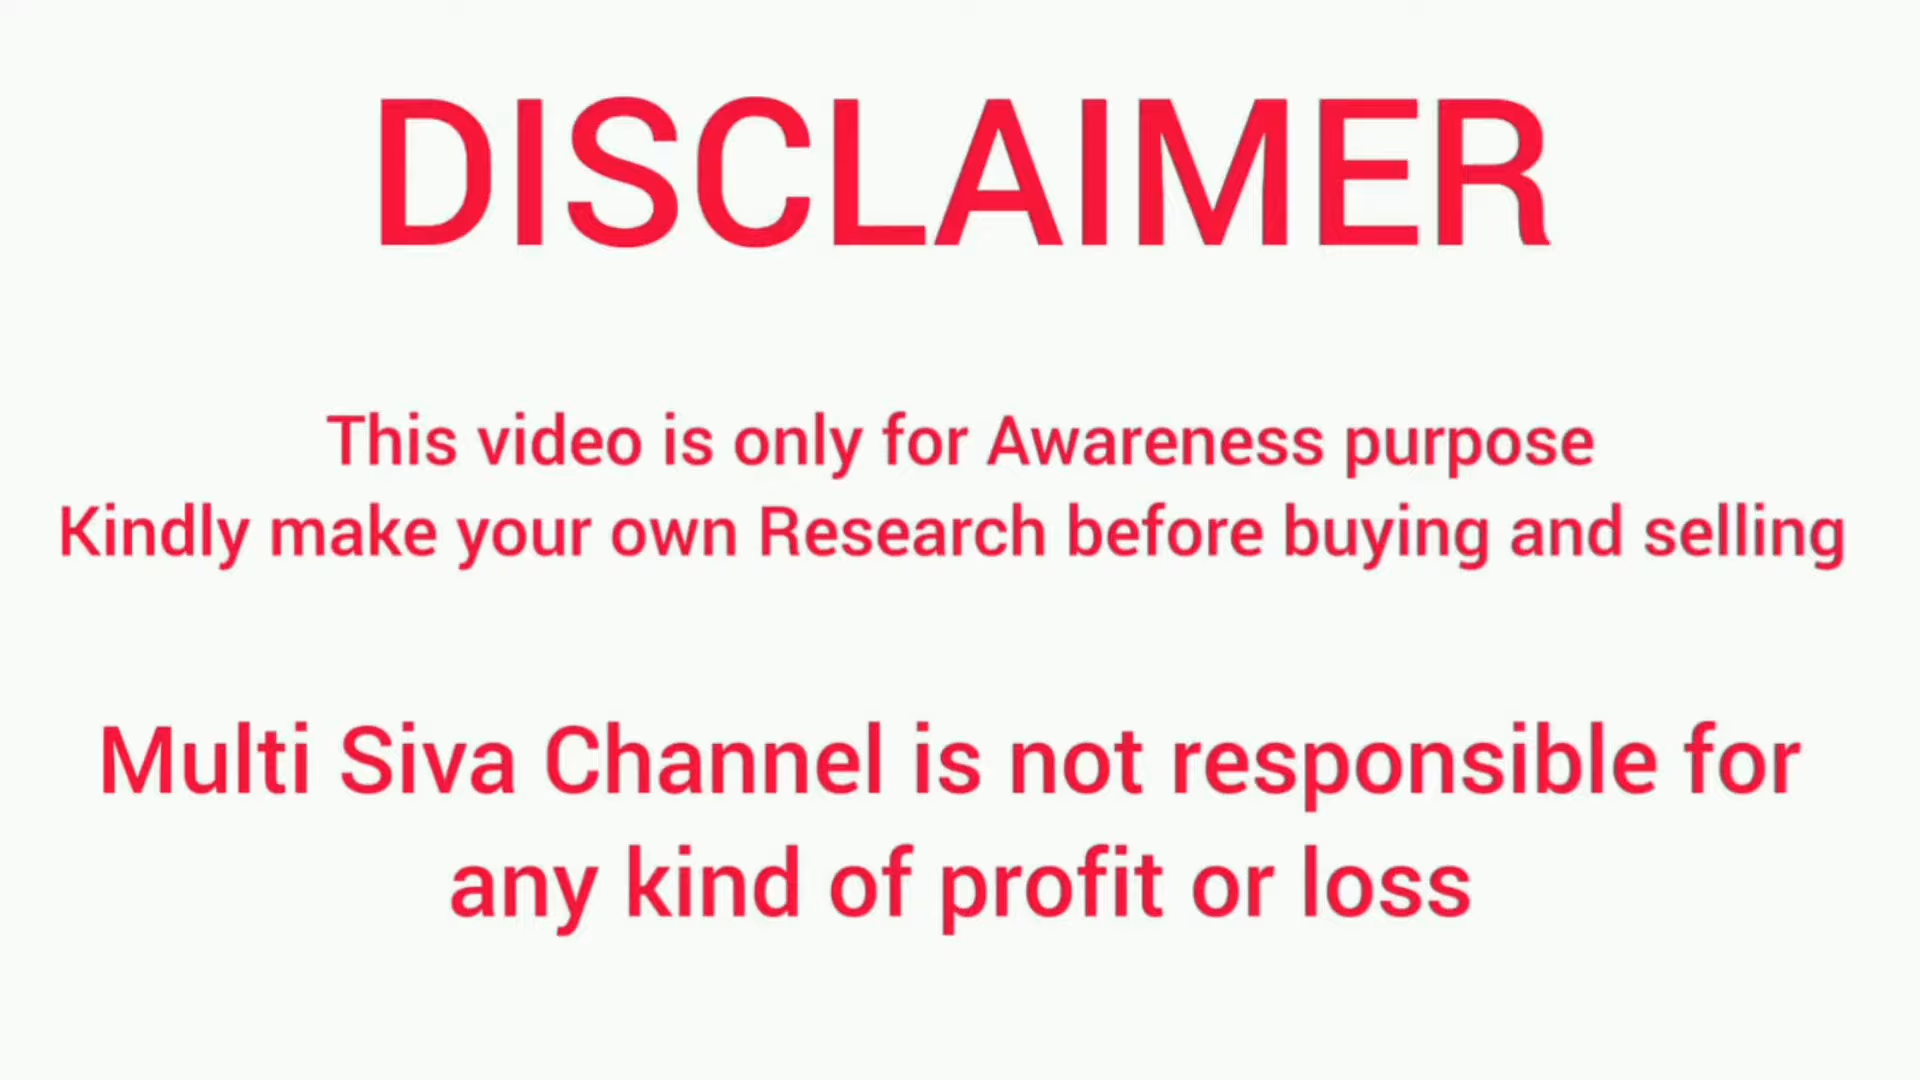 DISCLAIMER
This video is only for Awareness purpose
Kindly make your own Research before buying and selling
Multi Siva Channel is not responsible for
any kind of profit or loss